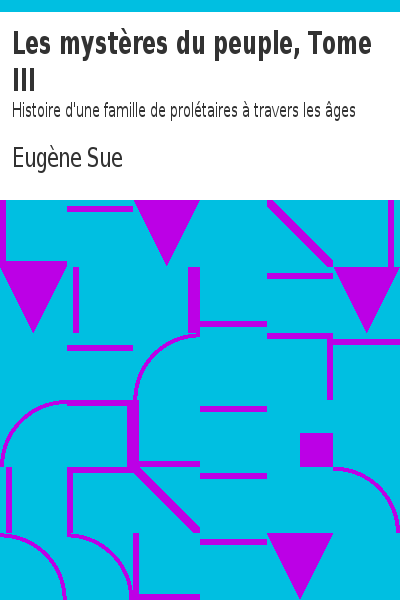 Les mystères du peuple, Tome
III
Histoire d'une famille de prolétaires à travers les âges
Eugène Sue